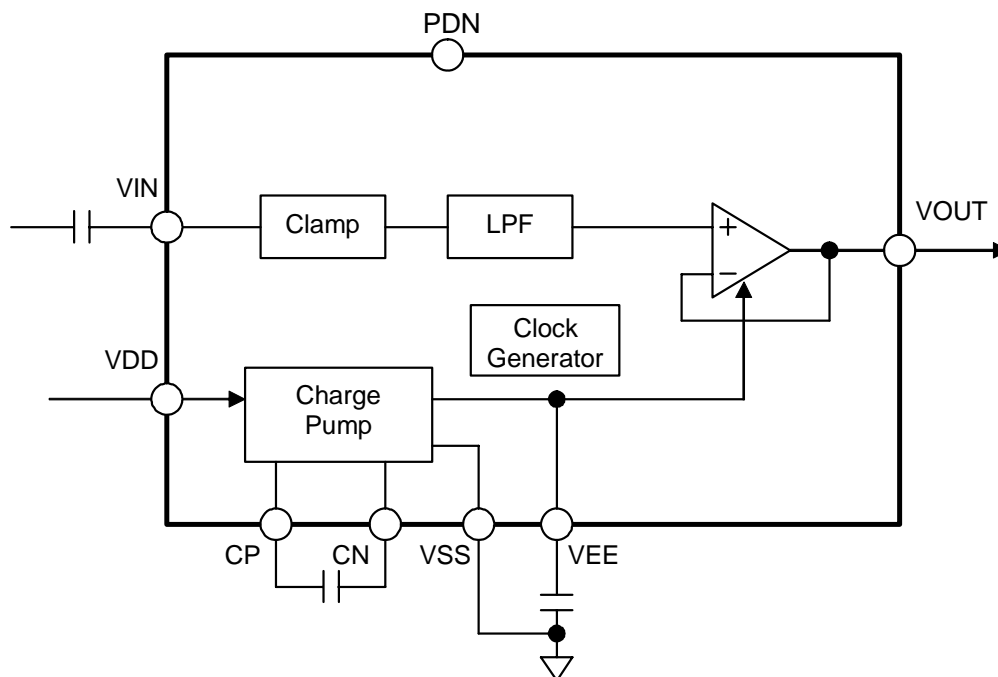 PDN
VIN
Clamp
LPF
+
−
VOUT
Clock
Generator
VDD
Charge
Pump
CP
CN
VSS
VEE